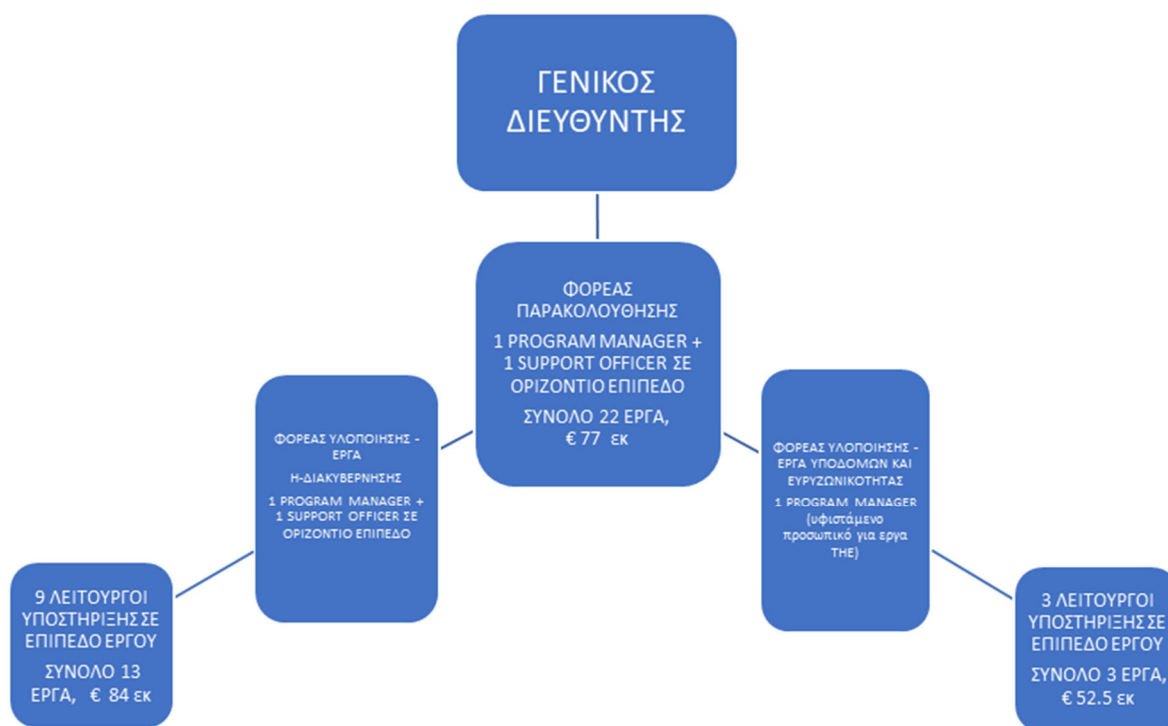 ΓΕΝΙΚΟΣ
ΔΙΕΥΘΥΝΤΗΣ
ΦΟΡΕΑΣ
ΠΑΡΑΚΟΛΟΥΘΗΣΗΣ
1 PROGRAM MANAGER +
1 SUPPORT OFFICER ΣΕ
ΟΡΙΖΟΝΤΙΟ ΕΠΙΠΕΔΟ
ΣΥΝΟΛΟ 22 ΕΡΓΑ,
€ 77 εκ
ΦΟΡΕΑΣ ΥΛΟΠΟΙΗΣΗΣ -
ΕΡΓΑ
Η-ΔΙΑΚΥΒΕΡΝΗΣΗΣ
1 PROGRAM MANAGER +
1 SUPPORT OFFICER ΣΕ
ΟΡΙΖΟΝΤΙΟ ΕΠΙΠΕΔΟ
ΦΟΡΕΑΣ ΥΛΟΠΟΙΗΣΗΣ -
ΕΡΓΑ ΥΠΟΔΟΜΩΝ ΚΑΙ
ΕΥΡΥΖΩΝΙΚΟΤΗΤΑΣ
1 PROGRAM MANAGER
(υφιστάμενο
προσωπικό για εργα
ΤΗΕ)
9 ΛΕΙΤΟΥΡΓΟΙ
ΥΠΟΣΤΗΡΙΞΗΣ ΣΕ
ΕΠΙΠΕΔΟ ΕΡΓΟΥ
ΣΥΝΟΛΟ 13
ΕΡΓΑ, € 84 εκ
3 ΛΕΙΤΟΥΡΓΟΙ
ΥΠΟΣΤΗΡΙΞΗΣ ΣΕ
ΕΠΙΠΕΔΟ ΕΡΓΟΥ
ΣΥΝΟΛΟ 3 ΕΡΓΑ,
€ 52.5 εκ